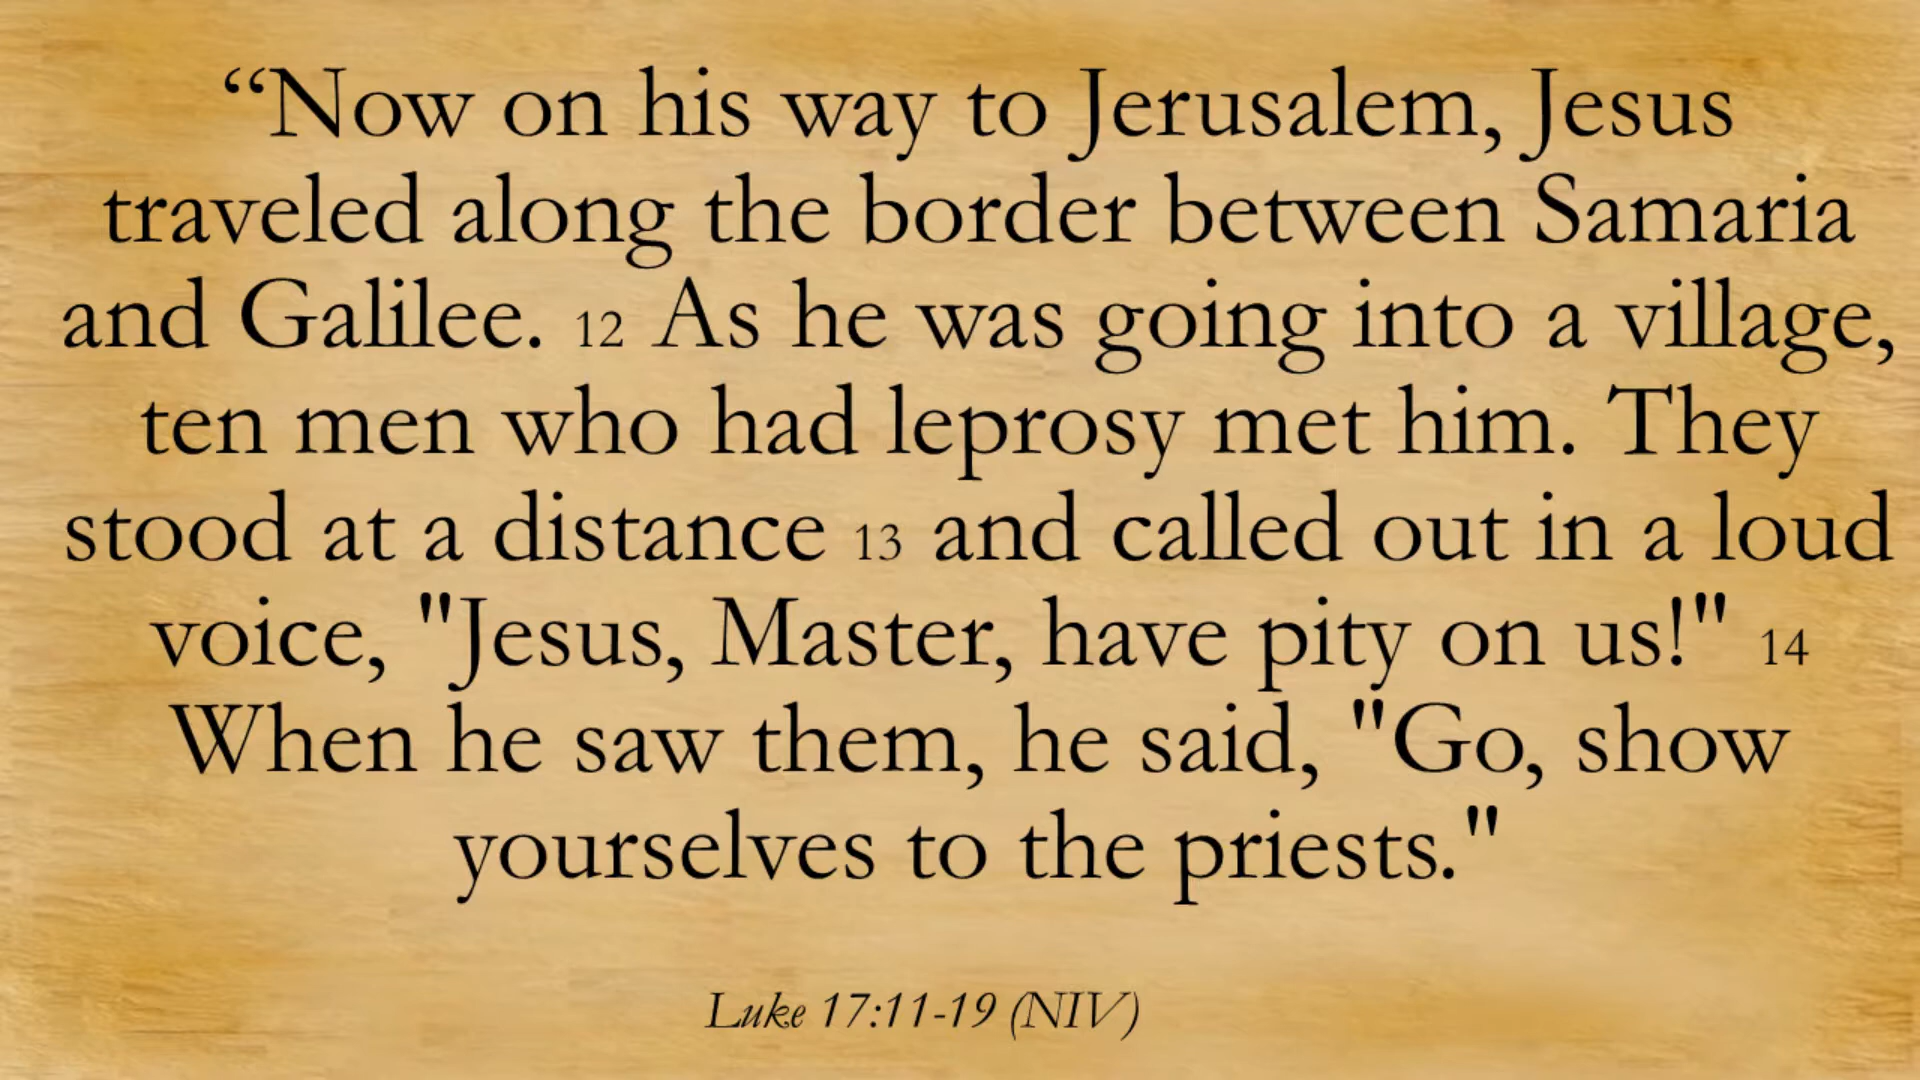 “Now on his way to Jerusalem, Jesus
traveled along the border between Samaria
and Galilee. 12 As he was going into a village,
ten men who had leprosy met him. They
stood at a distance 13 and called out in a loud
voice, "Jesus, Master, have pity on us!" 14
When he saw them, he said, "Go, show
yourselves to the priests."
Luke 17:11-19 (NIV)